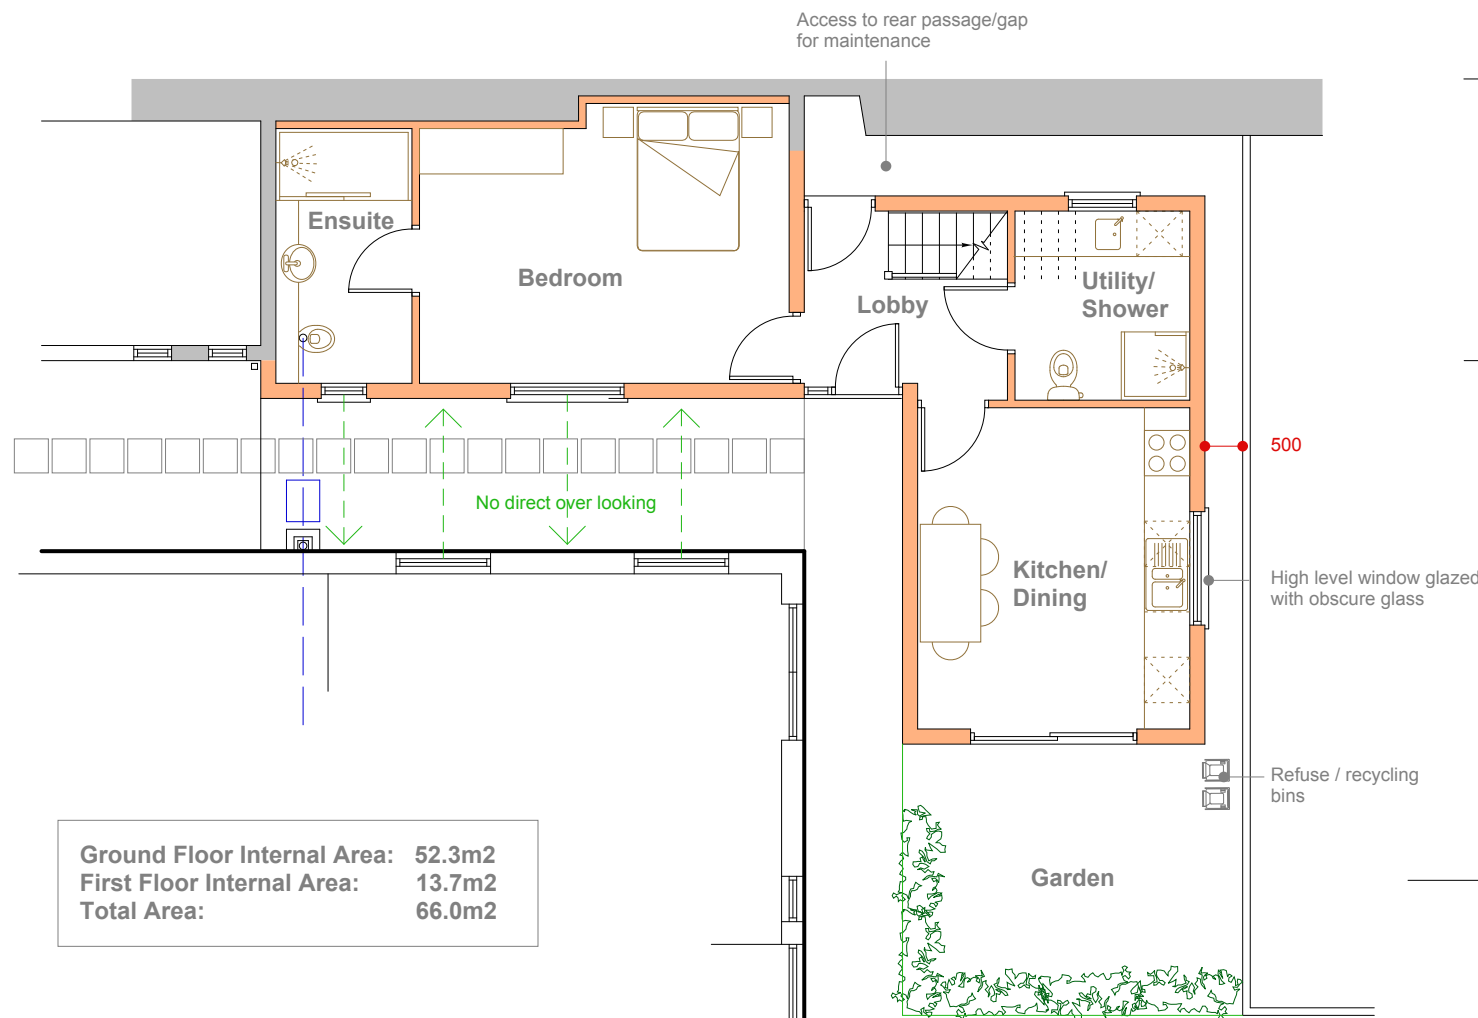 Access to rear passage/gap
for maintenance
Ensuite
Bedroom
Lobby
Utility/
Shower
500
No direct over looking
Kitchen/
Dining
High level window glazed
with obscure glass
Refuse / recycling
bins
Garden
Ground Floor Internal Area: 52.3m2
First Floor Internal Area: 13.7m2
Total Area: 66.0m2